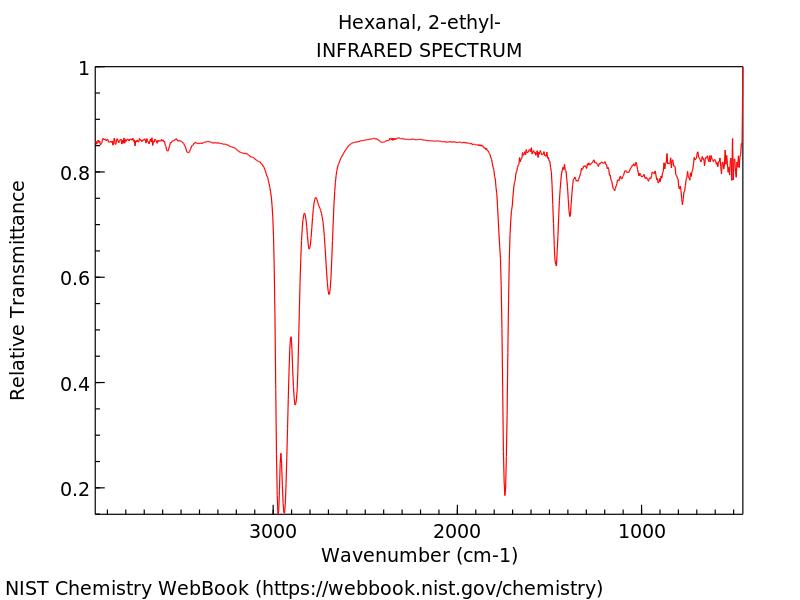 Hexanal, 2-ethyl-
INFRARED SPECTRUM
1
0.8
0.6
0.4
0.2
Relative Transmittance
3000 2000 1000
Wavenumber (cm-1)
NIST Chemistry WebBook (https://webbook.nist.gov/chemistry)